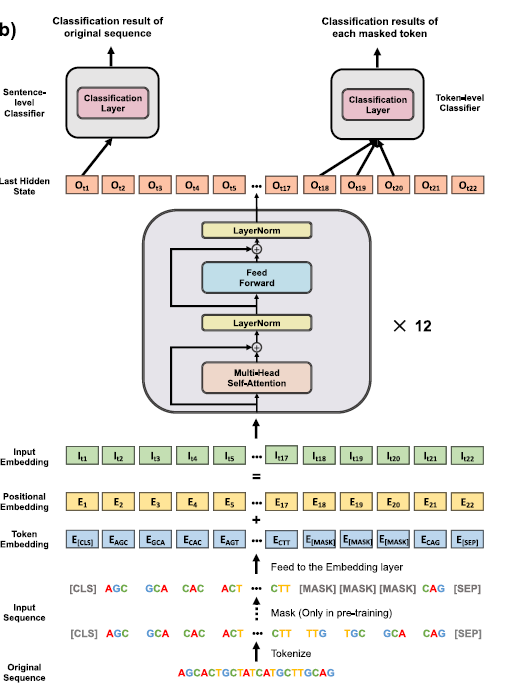 b)
Classification result of
original sequence
Classification results of
each masked token
Sentence-
level
Classifier
Classification
Layer
Classification
Layer
Token-level
Classifier
Last Hidden
State
Ot1 Ot2 Ot3 Ot4 Ot5 ••• Ot17 Ot18 Ot19 Ot20 Ot21 Ot22
LayerNorm
+
Feed
Forward
LayerNorm
+
Multi-Head
Self-Attention
× 12
Input
Embedding
It1 It2 It3 It4 It5 ••• It17 It18 It19 It20 It21 It22
=
Positional
Embedding
E1 E2 E3 E4 E5 ••• E17 E18 E19 E20 E21 E22
+
Token
Embedding
E[CLS] EAGC EGCA ECAC EAGT ••• ECTT E[MASK] E[MASK] E[MASK] ECAG E[SEP]
Feed to the Embedding layer
[CLS] AGC GCA CAC ACT ••• CTT [MASK] [MASK] [MASK] CAG [SEP]
Input
Sequence
Mask (Only in pre-training)
[CLS] AGC GCA CAC ACT ••• CTT TTG TGC GCA CAG [SEP]
Tokenize
Original
Sequence
AGCACTGCTATCATGCTTGCAG